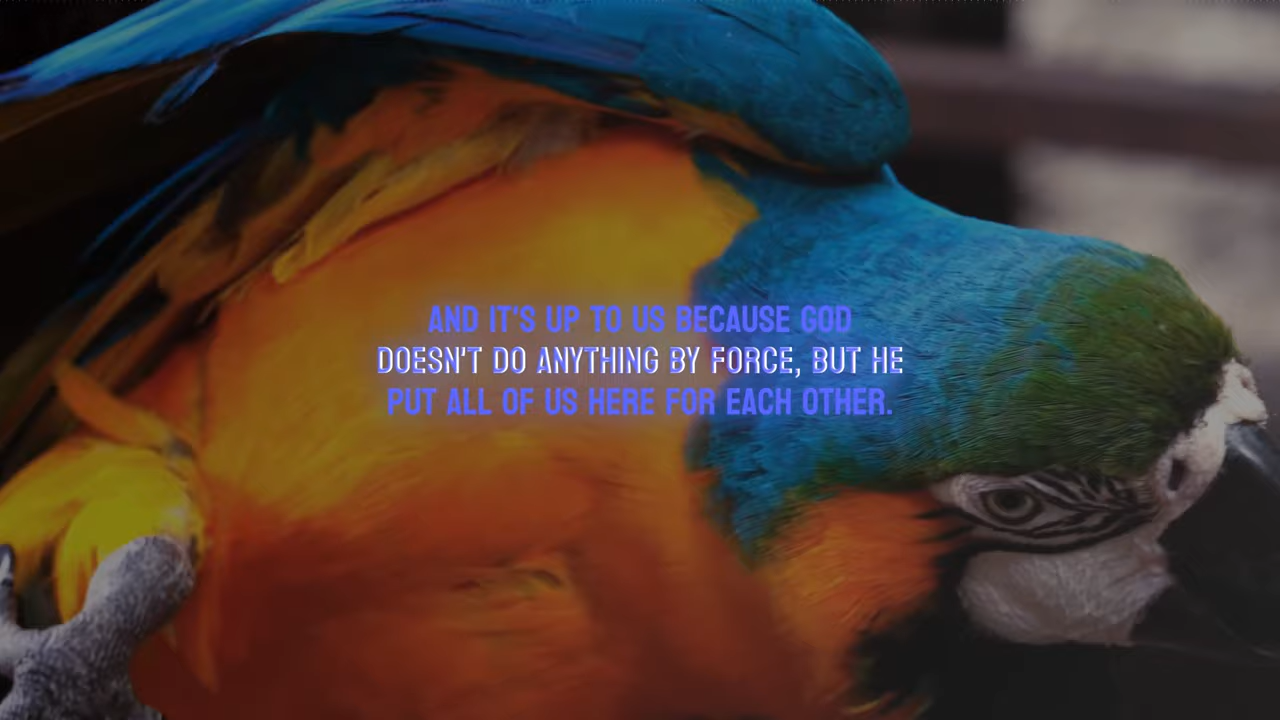 AND IT'S UP TO US BECAUSE GOD
DOESN'T DO ANYTHING BY FORCE, BUT HE
PUT ALL OF US HERE FOR EACH OTHER.